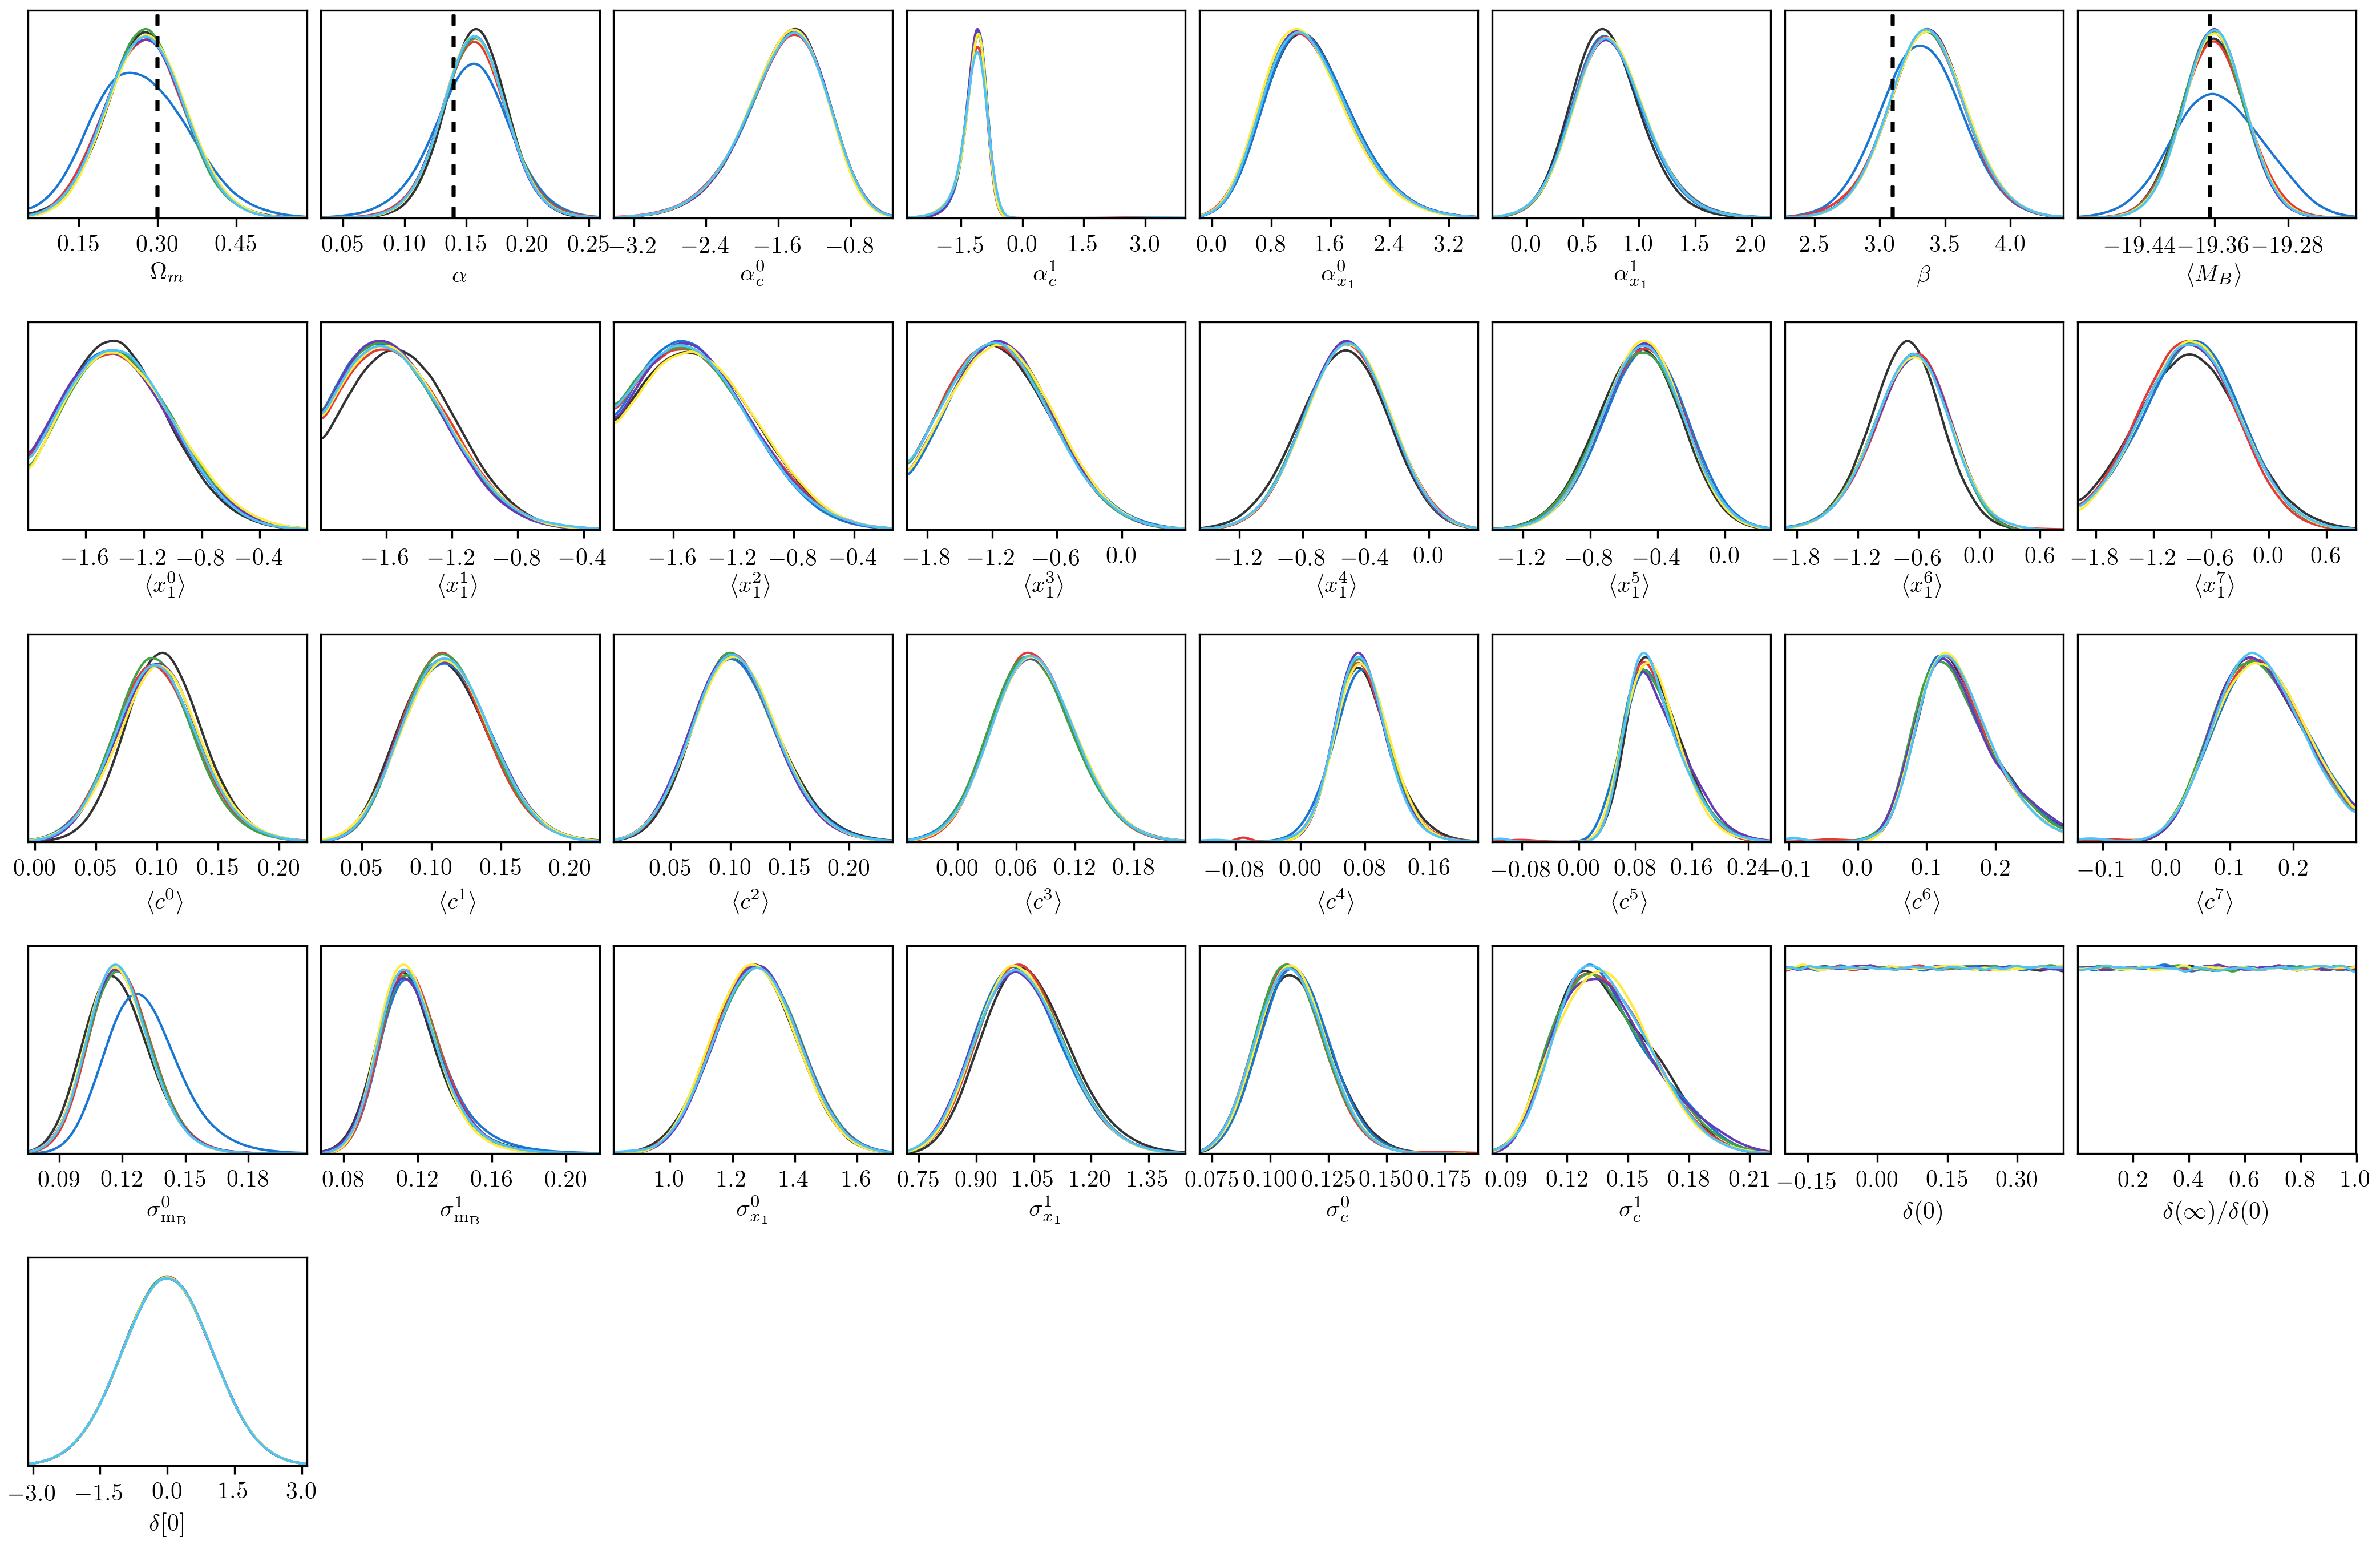 0.15 0.30 0.45 0.05 0.10 0.15 0.20 0.25 −3.2 −2.4 −1.6 −0.8 −1.5 0.0 1.5 3.0 0.0 0.8 1.6 2.4 3.2 0.0 0.5 1.0 1.5 2.0 2.5 3.0 3.5 4.0 −19.44 −19.36 −19.28
Ωₘ α α_c^0 α_c^1 α_{x_1}^0 α_{x_1}^1 β ⟨M_B⟩
−1.6 −1.2 −0.8 −0.4 −1.6 −1.2 −0.8 −0.4 −1.6 −1.2 −0.8 −0.4 −1.8 −1.2 −0.6 0.0 −1.2 −0.8 −0.4 0.0 −1.2 −0.8 −0.4 0.0 −1.8 −1.2 −0.6 0.0 0.6 −1.8 −1.2 −0.6 0.0 0.6
⟨x_1^0⟩ ⟨x_1^1⟩ ⟨x_1^2⟩ ⟨x_1^3⟩ ⟨x_1^4⟩ ⟨x_1^5⟩ ⟨x_1^6⟩ ⟨x_1^7⟩
0.00 0.05 0.10 0.15 0.20 0.05 0.10 0.15 0.20 0.05 0.10 0.15 0.20 0.00 0.06 0.12 0.18 −0.08 0.00 0.08 0.16 −0.08 0.00 0.08 0.16 0.24 −0.1 0.0 0.1 0.2 −0.1 0.0 0.1 0.2
⟨c^0⟩ ⟨c^1⟩ ⟨c^2⟩ ⟨c^3⟩ ⟨c^4⟩ ⟨c^5⟩ ⟨c^6⟩ ⟨c^7⟩
0.09 0.12 0.15 0.18 0.08 0.12 0.16 0.20 1.0 1.2 1.4 1.6 0.75 0.90 1.05 1.20 1.35 0.075 0.100 0.125 0.150 0.175 0.09 0.12 0.15 0.18 0.21 −0.15 0.00 0.15 0.30 0.2 0.4 0.6 0.8 1.0
σ_{m_B}^0 σ_{m_B}^1 σ_{x_1}^0 σ_{x_1}^1 σ_c^0 σ_c^1 δ(0) δ(∞)/δ(0)
−3.0 −1.5 0.0 1.5 3.0
δ[0]